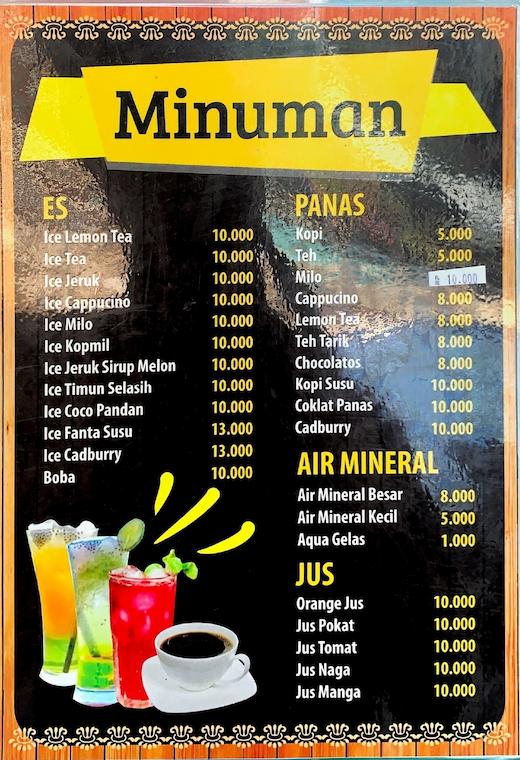 Minuman
ES
Ice Lemon Tea 10.000
Ice Tea 10.000
Ice Jeruk 10.000
Ice Cappucino 10.000
Ice Milo 10.000
Ice Kopmil 10.000
Ice Jeruk Sirup Melon 10.000
Ice Timun Selasih 10.000
Ice Coco Pandan 10.000
Ice Fanta Susu 13.000
Ice Cadburry 13.000
Boba 10.000
PANAS
Kopi 5.000
Teh 5.000
Milo 10.000
Cappucino 8.000
Lemon Tea 8.000
Teh Tarik 8.000
Chocolatos 8.000
Kopi Susu 10.000
Coklat Panas 10.000
Cadburry 10.000
AIR MINERAL
Air Mineral Besar 8.000
Air Mineral Kecil 5.000
Aqua Gelas 1.000
JUS
Orange Jus 10.000
Jus Pokat 10.000
Jus Tomat 10.000
Jus Naga 10.000
Jus Manga 10.000